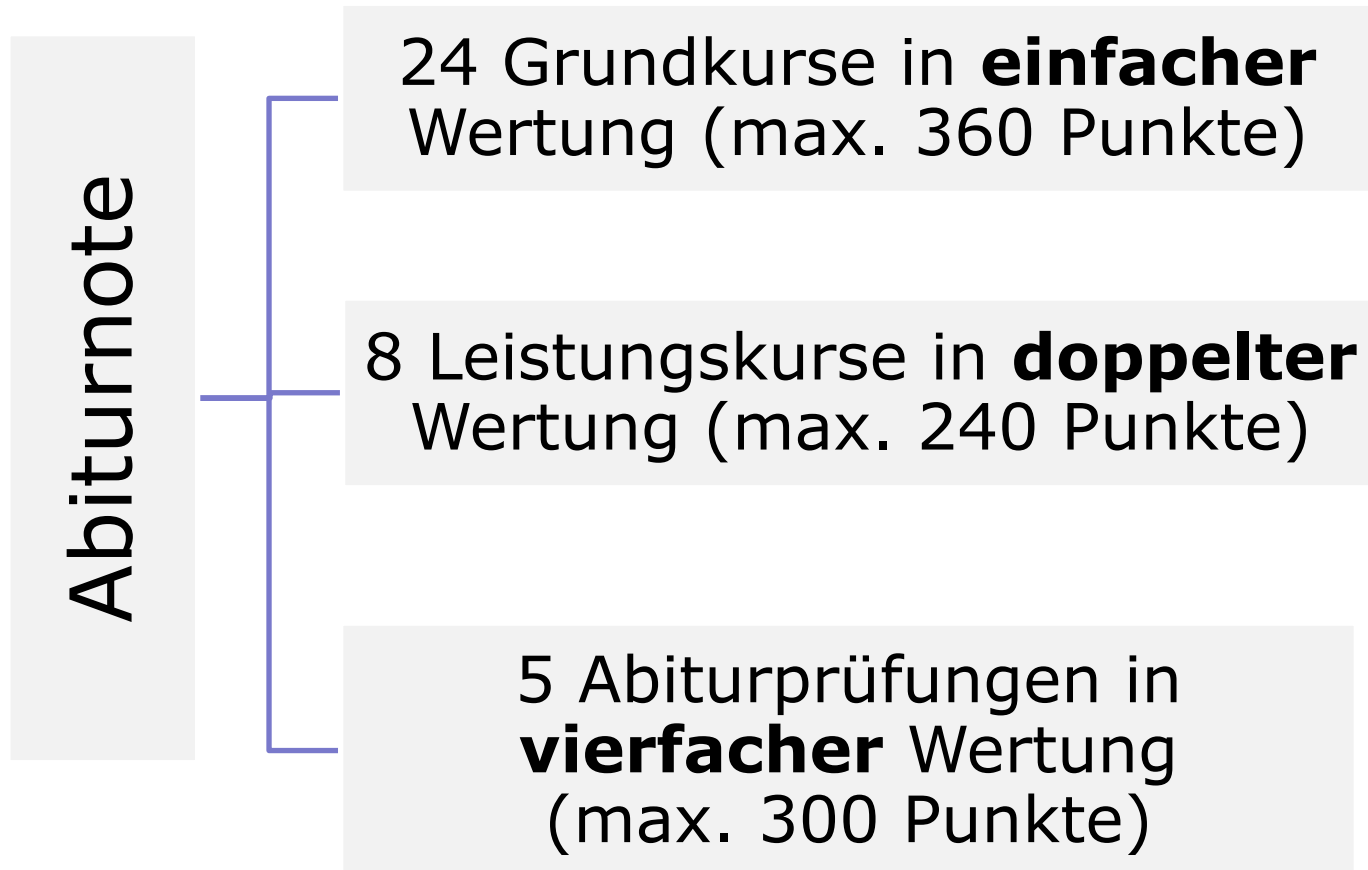 Abiturnote
24 Grundkurse in einfacher
Wertung (max. 360 Punkte)
8 Leistungskurse in doppelter
Wertung (max. 240 Punkte)
5 Abiturprüfungen in
vierfacher Wertung
(max. 300 Punkte)